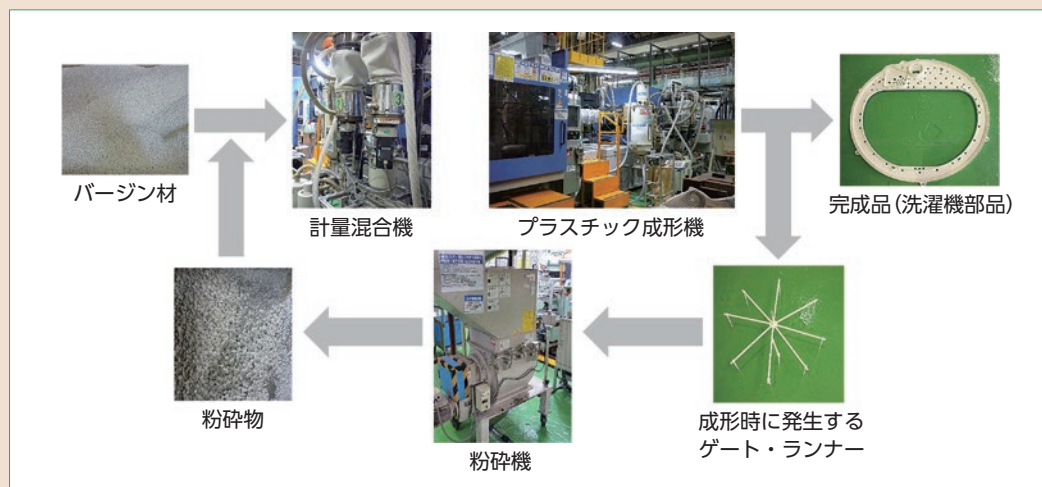 バージン材
計量混合機
プラスチック成形機
完成品(洗濯機部品)
粉砕物
粉砕機
成形時に発生する
ゲート・ランナー